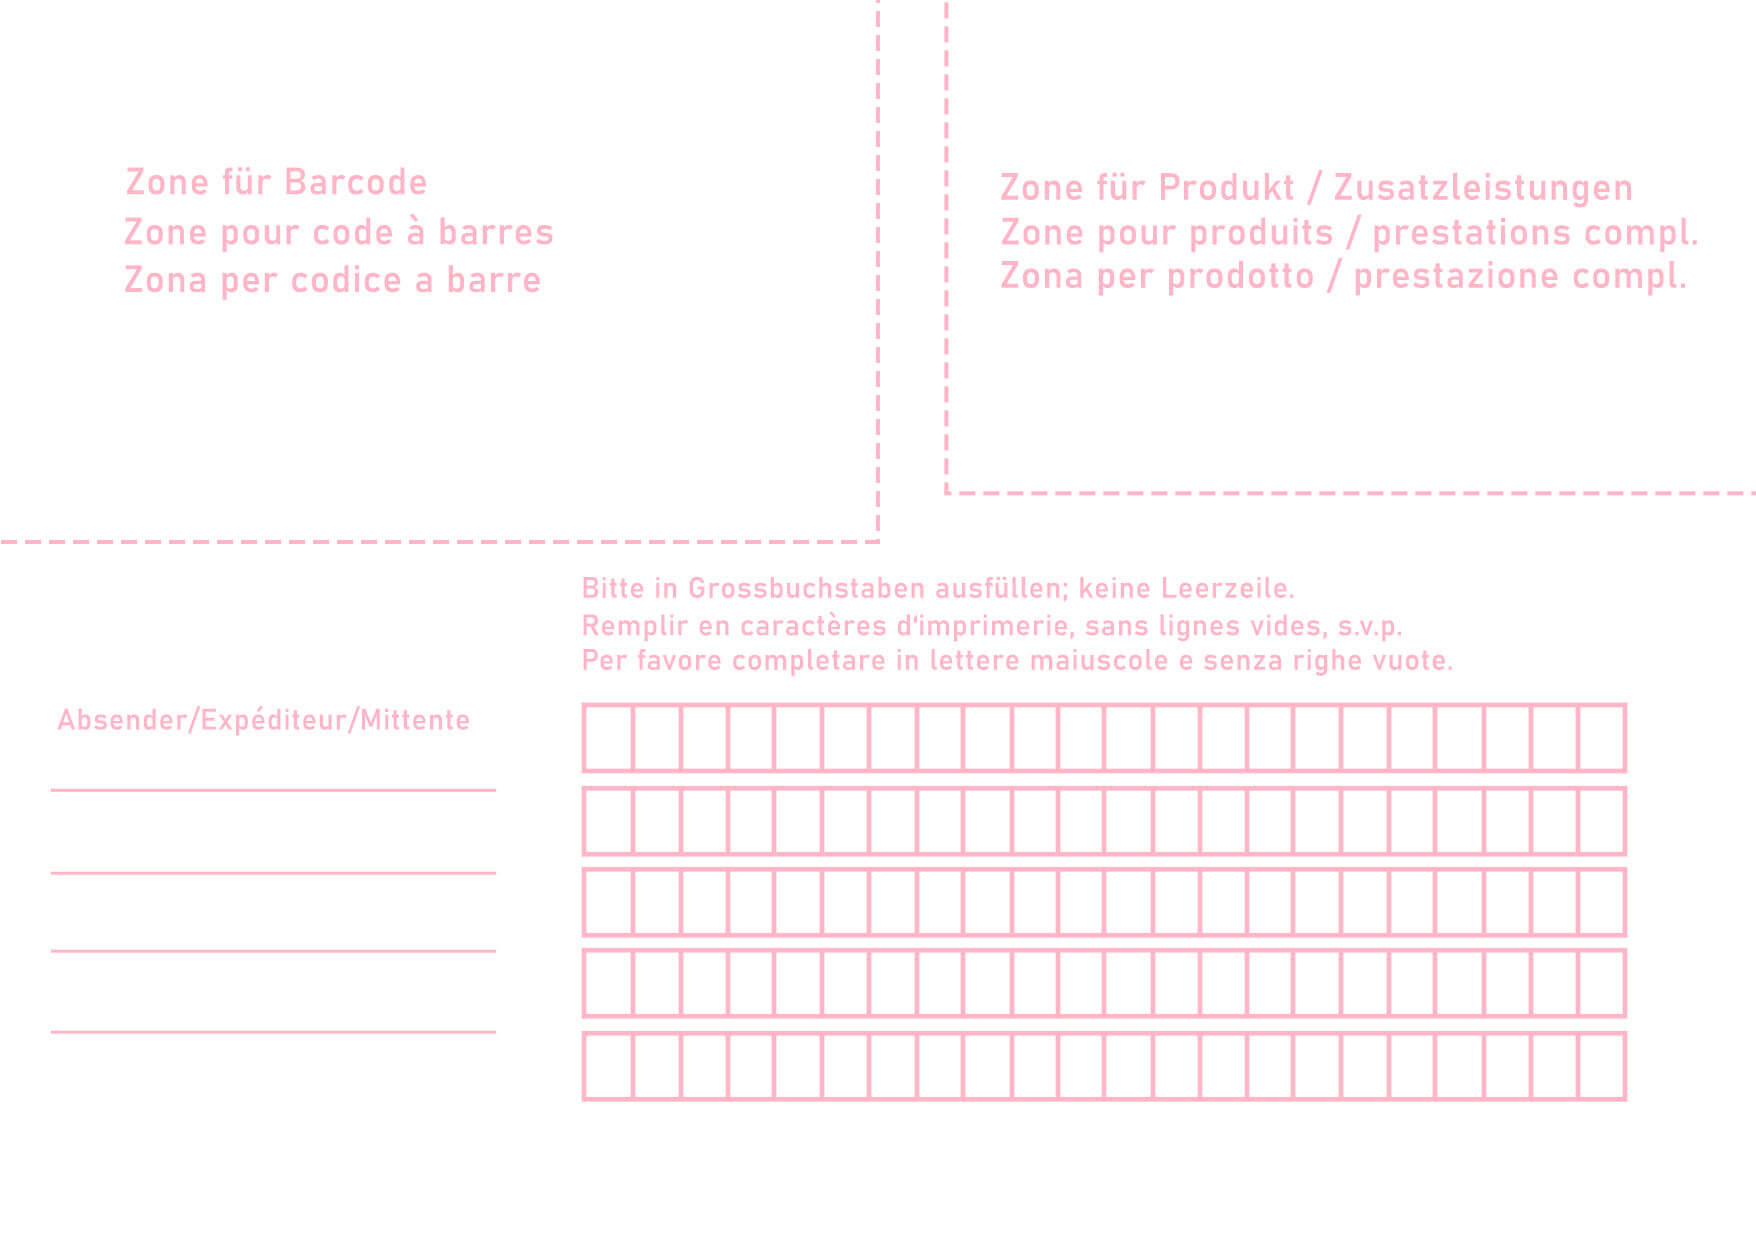 Zone für Barcode
Zone pour code à barres
Zona per codice a barre
Zone für Produkt / Zusatzleistungen
Zone pour produits / prestations compl.
Zona per prodotto / prestazione compl.
Bitte in Grossbuchstaben ausfüllen; keine Leerzeile.
Remplir en caractères d‘imprimerie, sans lignes vides, s.v.p.
Per favore completare in lettere maiuscole e senza righe vuote.
Absender/Expéditeur/Mittente